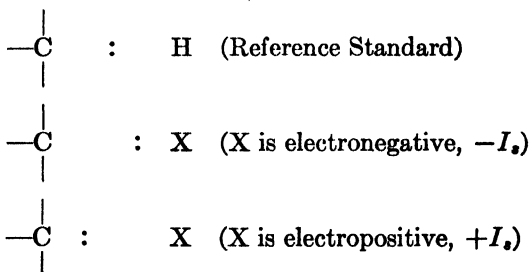 —C : H (Reference Standard)
—C : X (X is electronegative, —Iₛ)
—C : X (X is electropositive, +Iₛ)